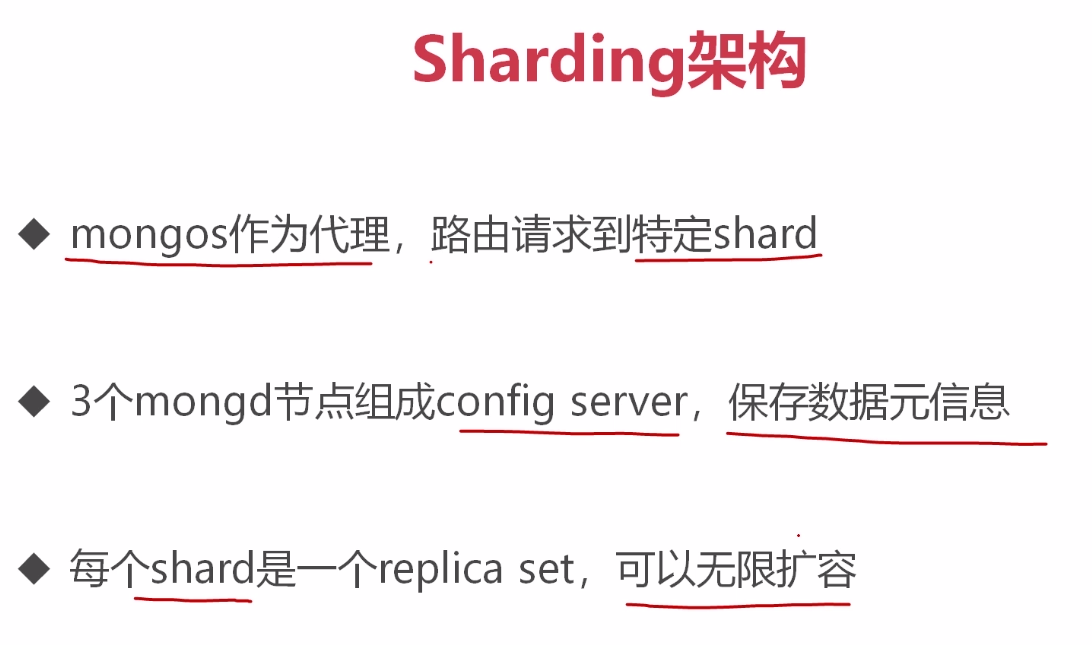 Sharding架构
◆ mongos作为代理，路由请求到特定shard
◆ 3个mongd节点组成config server，保存数据元信息
◆ 每个shard是一个replica set，可以无限扩容